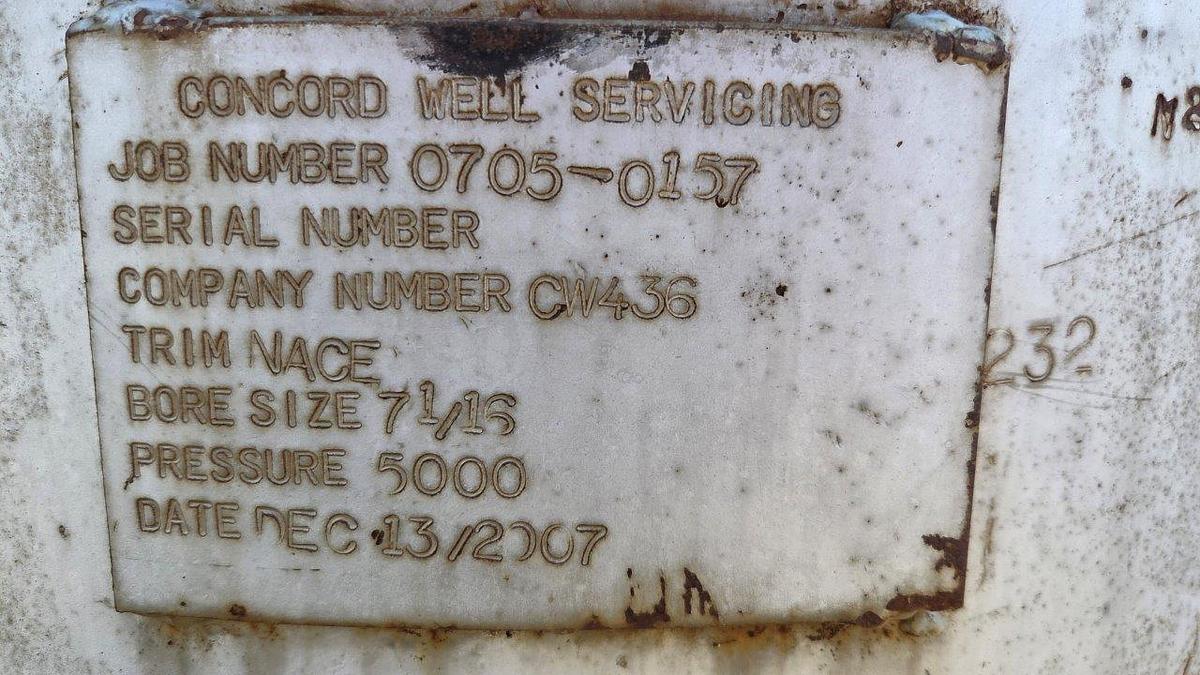 CONCORD WELL SERVICING
JOB NUMBER 0705-0157
SERIAL NUMBER
COMPANY NUMBER CW436
TRIM NACE
BORE SIZE 7 1/16
PRESSURE 5000
DATE DEC 13/2007
232